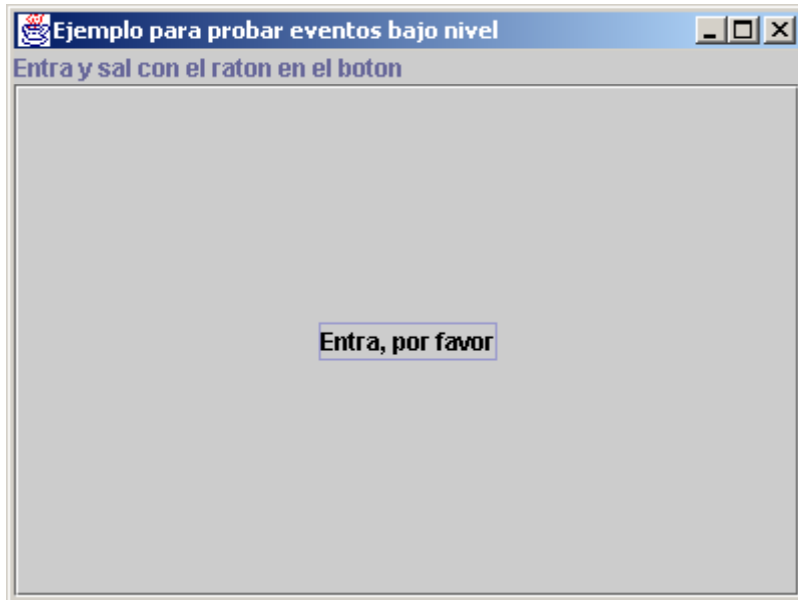 Ejemplo para probar eventos bajo nivel
Entra y sal con el raton en el boton
Entra, por favor